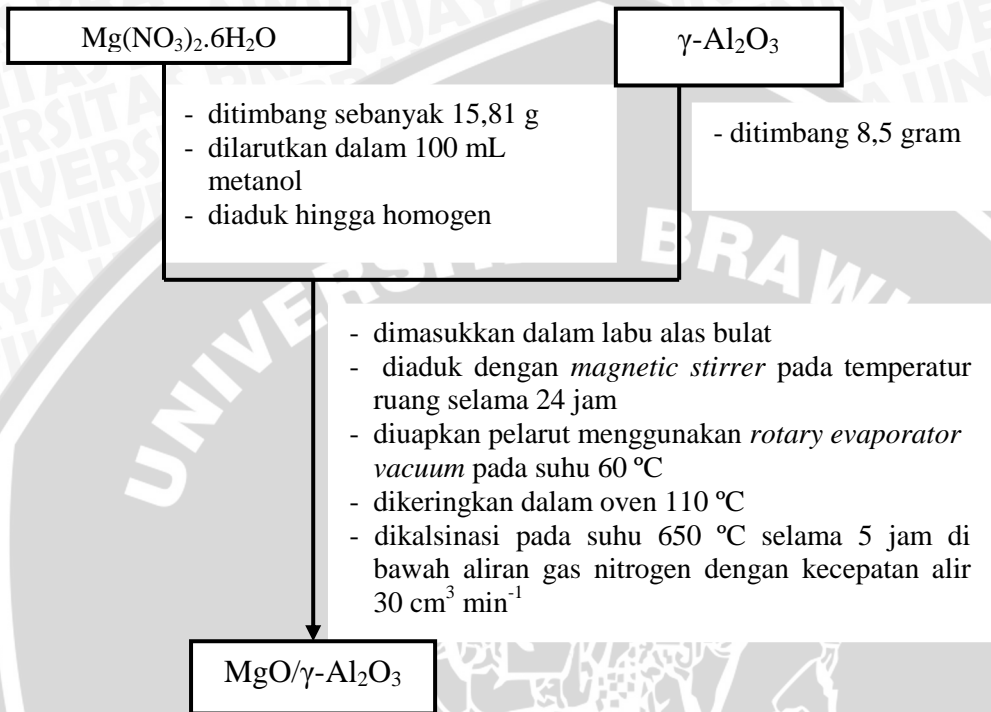 Mg(NO₃)₂.6H₂O
γ-Al₂O₃
- ditimbang sebanyak 15,81 g
- dilarutkan dalam 100 mL
metanol
- diaduk hingga homogen
- ditimbang 8,5 gram
- dimasukkan dalam labu alas bulat
- diaduk dengan magnetic stirrer pada temperatur
ruang selama 24 jam
- diuapkan pelarut menggunakan rotary evaporator
vacuum pada suhu 60 ºC
- dikeringkan dalam oven 110 ºC
- dikalsinasi pada suhu 650 ºC selama 5 jam di
bawah aliran gas nitrogen dengan kecepatan alir
30 cm³ min⁻¹
MgO/γ-Al₂O₃